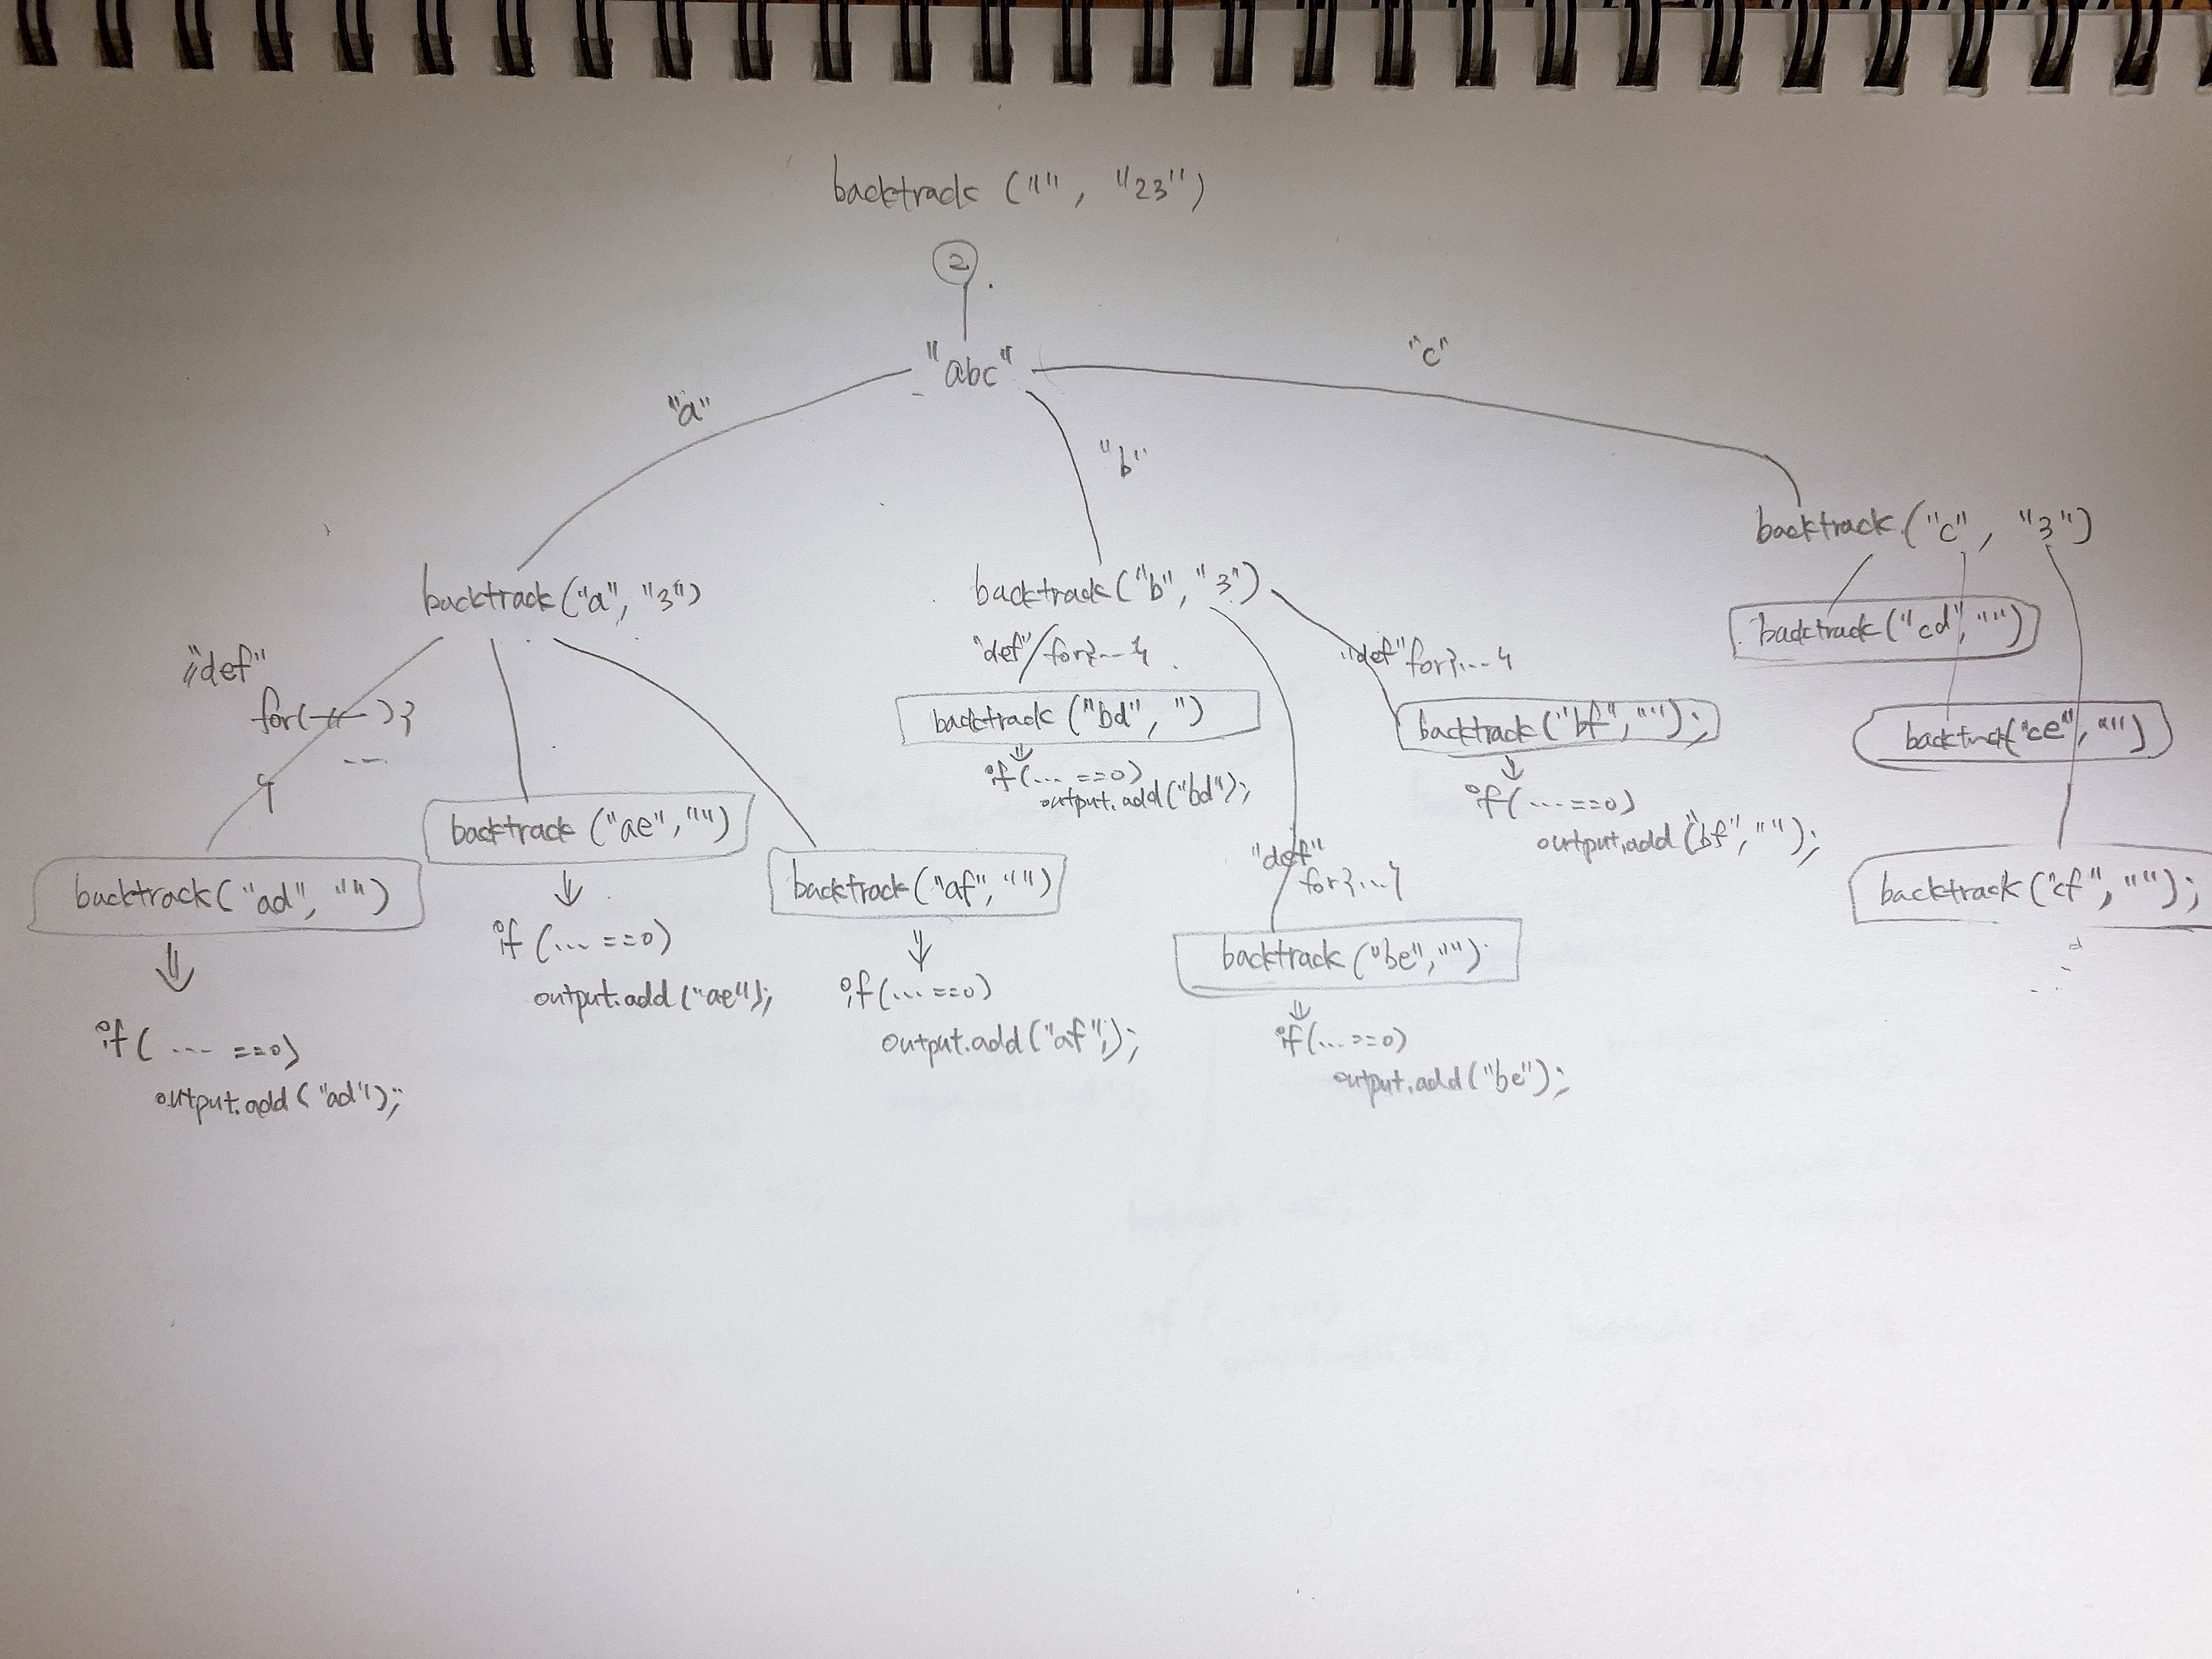 backtrack ("", "23")
2
"abc"
"a"
"b"
"c"
backtrack ("a", "3")
"def"
for( -- ) {
---
}
backtrack ("ad", "")
if ( .... ==0)
output.add ("ad");
backtrack ("ae", "")
if (... ==0)
output.add ("ae");
backtrack ("af", "")
if (... ==0)
output.add ("af");
backtrack ("b", "3")
"def" for{... }
backtrack ("bd", ")
if (... ==0)
output.add ("bd");
"def"
for{...}
backtrack ("be", "")
if (... ==0)
output.add ("be");
"def" for{... }
backtrack ("bf", "");
if (... ==0)
output.add ("bf", "");
backtrack ("c", "3")
backtrack ("cd", "")
backtrack ("ce", "")
backtrack ("cf", "");